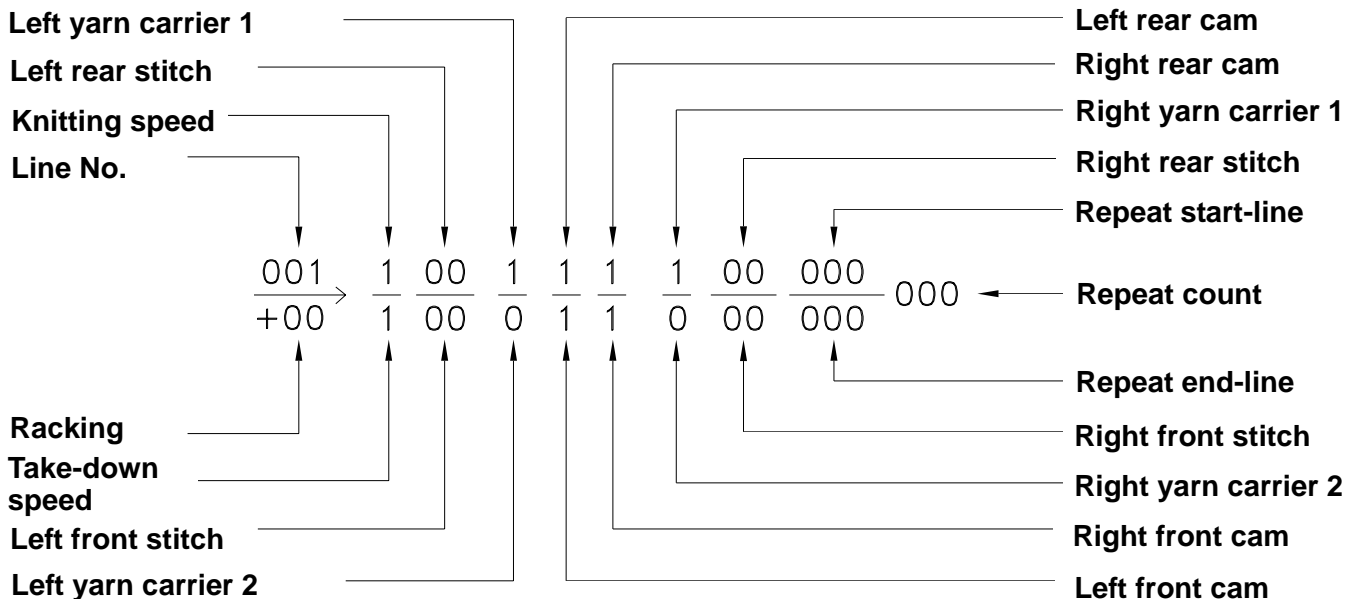 Left yarn carrier 1
Left rear stitch
Knitting speed
Line No.
Left rear cam
Right rear cam
Right yarn carrier 1
Right rear stitch
Repeat start-line
001 1 00 1 1 1 1 00 000
000
+00 1 00 0 1 1 0 00 000
Repeat count
Racking
Take-down
speed
Left front stitch
Left yarn carrier 2
Repeat end-line
Right front stitch
Right yarn carrier 2
Right front cam
Left front cam